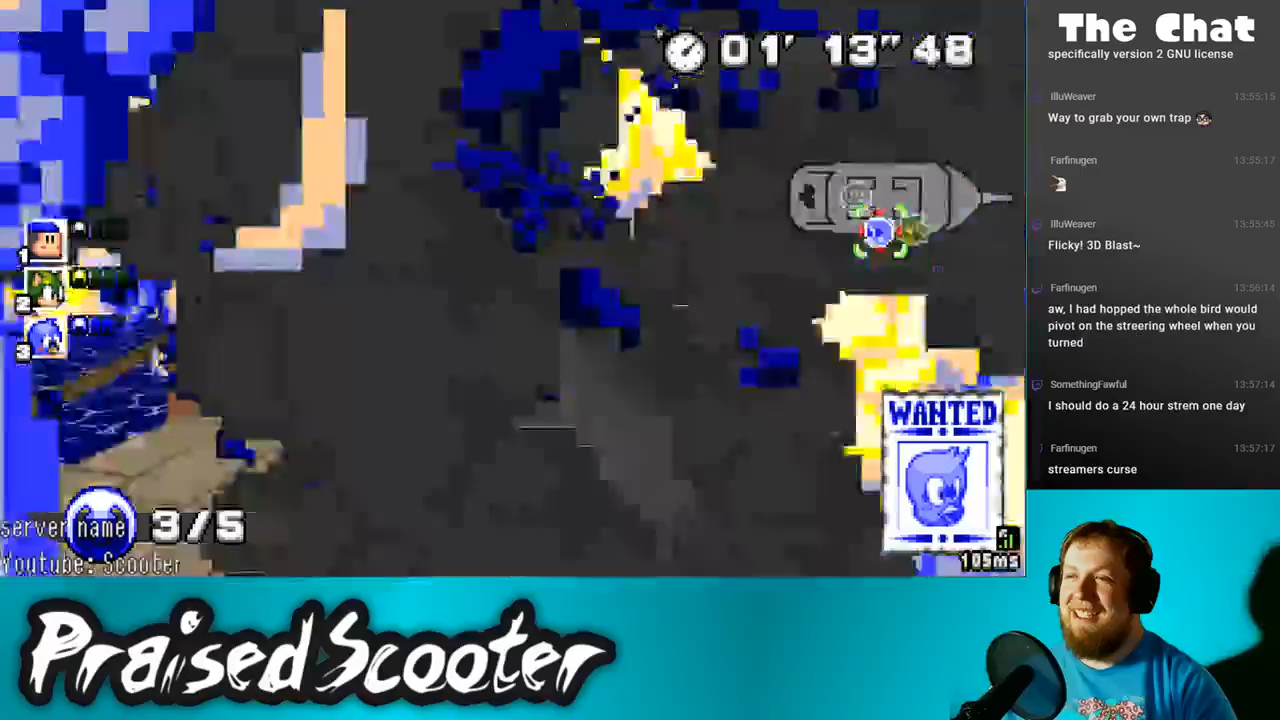 01' 13" 48
1
2
3
WANTED
server name
3/5
Youtube: Scooter
105ms
The Chat
specifically version 2 GNU license
IlluWeaver 13:55:15
Way to grab your own trap
Farfinugen 13:55:17
IlluWeaver 13:55:45
Flicky! 3D Blast~
Farfinugen 13:56:14
aw, I had hopped the whole bird would
pivot on the streering wheel when you
turned
SomethingFawful 13:57:14
I should do a 24 hour strem one day
Farfinugen 13:57:17
streamers curse
PraisedScooter